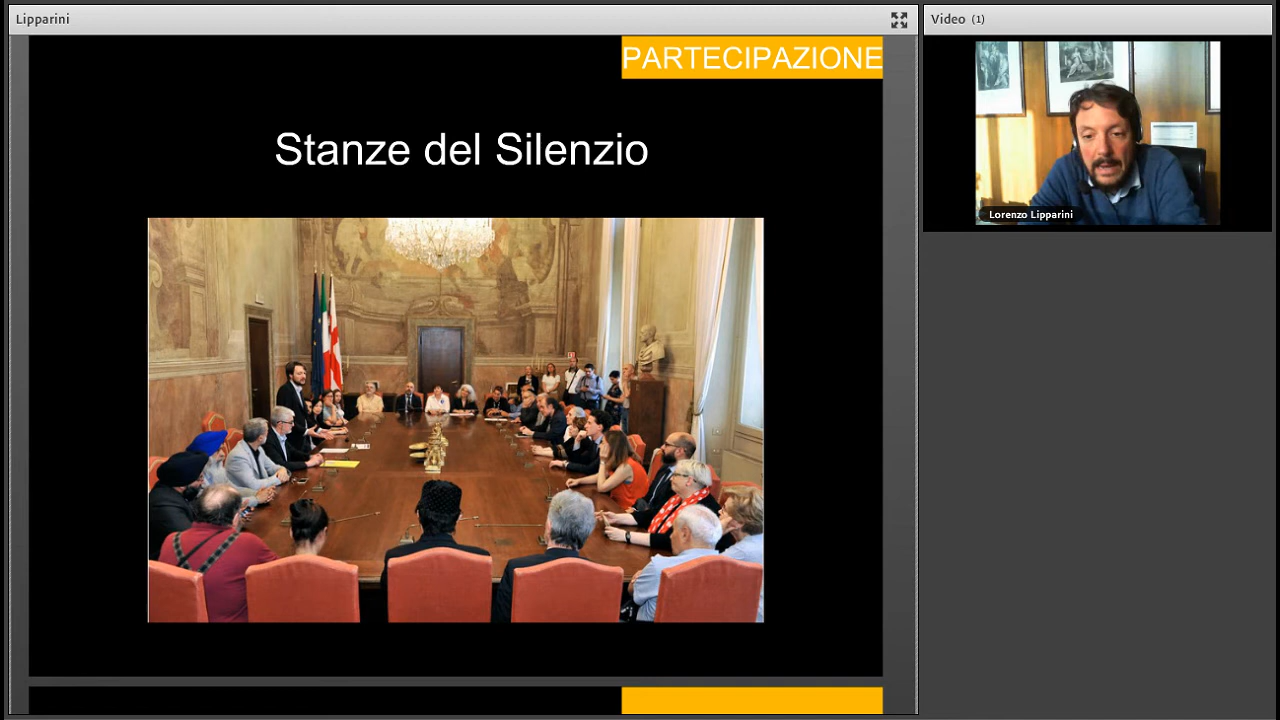 Lipparini
Video (1)
PARTECIPAZIONE
Stanze del Silenzio
Lorenzo Lipparini